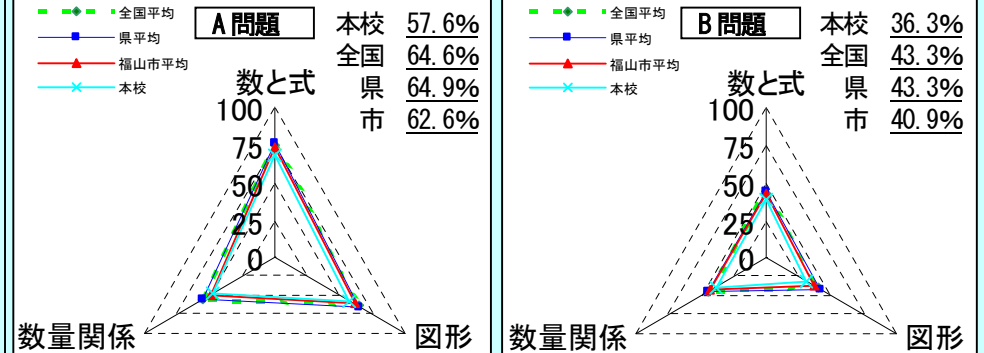 全国平均
県平均
福山市平均
本校
A問題
本校 57.6%
全国 64.6%
県 64.9%
市 62.6%
数と式
100
75
50
25
0
数量関係
図形
全国平均
県平均
福山市平均
本校
B問題
本校 36.3%
全国 43.3%
県 43.3%
市 40.9%
数と式
100
75
50
25
0
数量関係
図形